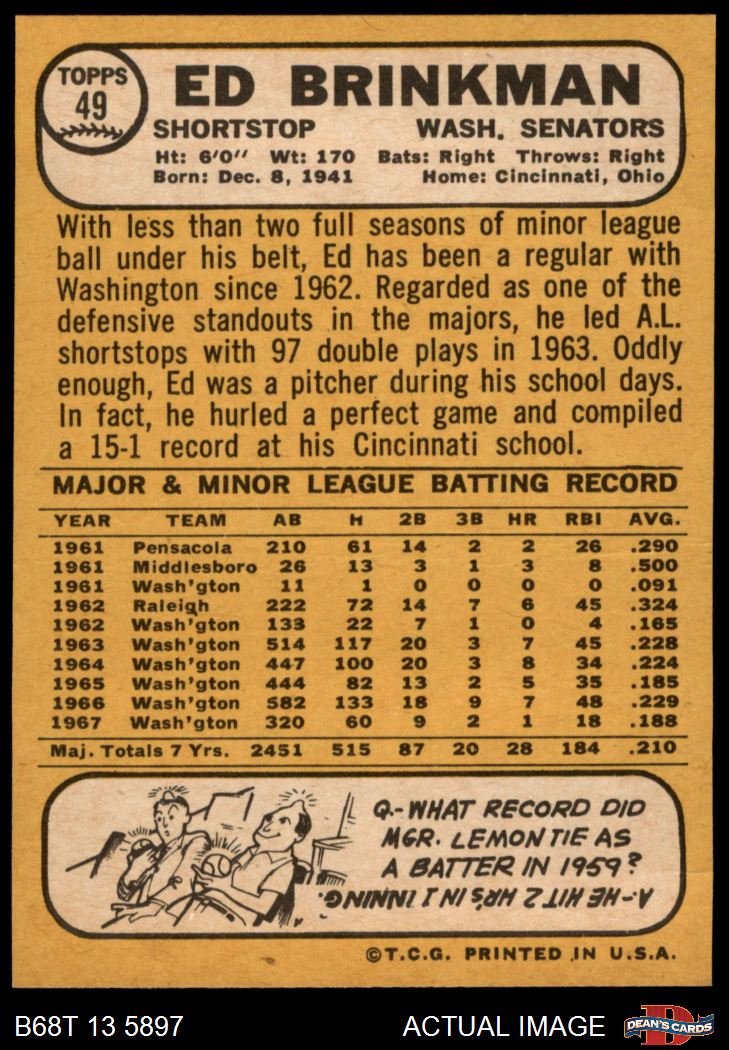 TOPPS
49
ED BRINKMAN
SHORTSTOP WASH. SENATORS
Ht: 6'0'' Wt: 170 Bats: Right Throws: Right
Born: Dec. 8, 1941 Home: Cincinnati, Ohio
With less than two full seasons of minor league
ball under his belt, Ed has been a regular with
Washington since 1962. Regarded as one of the
defensive standouts in the majors, he led A.L.
shortstops with 97 double plays in 1963. Oddly
enough, Ed was a pitcher during his school days.
In fact, he hurled a perfect game and compiled
a 15-1 record at his Cincinnati school.
MAJOR & MINOR LEAGUE BATTING RECORD
YEAR TEAM AB H 2B 3B HR RBI AVG.
1961 Pensacola 210 61 14 2 2 26 .290
1961 Middlesboro 26 13 3 1 3 8 .500
1961 Wash'gton 11 1 0 0 0 0 .091
1962 Raleigh 222 72 14 7 6 45 .324
1962 Wash'gton 133 22 7 1 0 4 .165
1963 Wash'gton 514 117 20 3 7 45 .228
1964 Wash'gton 447 100 20 3 8 34 .224
1965 Wash'gton 444 82 13 2 5 35 .185
1966 Wash'gton 582 133 18 9 7 48 .229
1967 Wash'gton 320 60 9 2 1 18 .188
Maj. Totals 7 Yrs. 2451 515 87 20 28 184 .210
Q.-WHAT RECORD DID
MGR. LEMON TIE AS
A BATTER IN 1959?
A.-HE HIT 2 HR'S IN 1 INNING.
©T.C.G. PRINTED IN U.S.A.
B68T 13 5897 ACTUAL IMAGE
D
DEAN'S CARDS